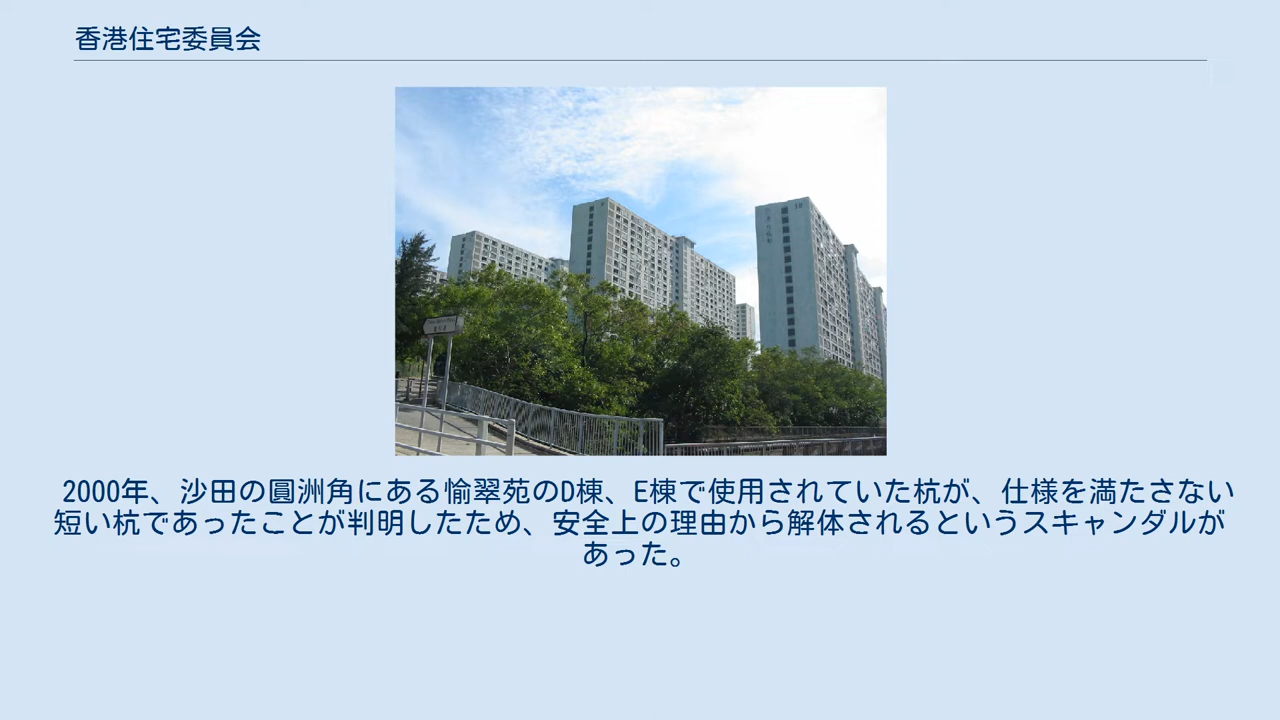 香港住宅委員会
2000年、沙田の圓洲角にある愉翠苑のD棟、E棟で使用されていた杭が、仕様を満たさない
短い杭であったことが判明したため、安全上の理由から解体されるというスキャンダルが
あった。